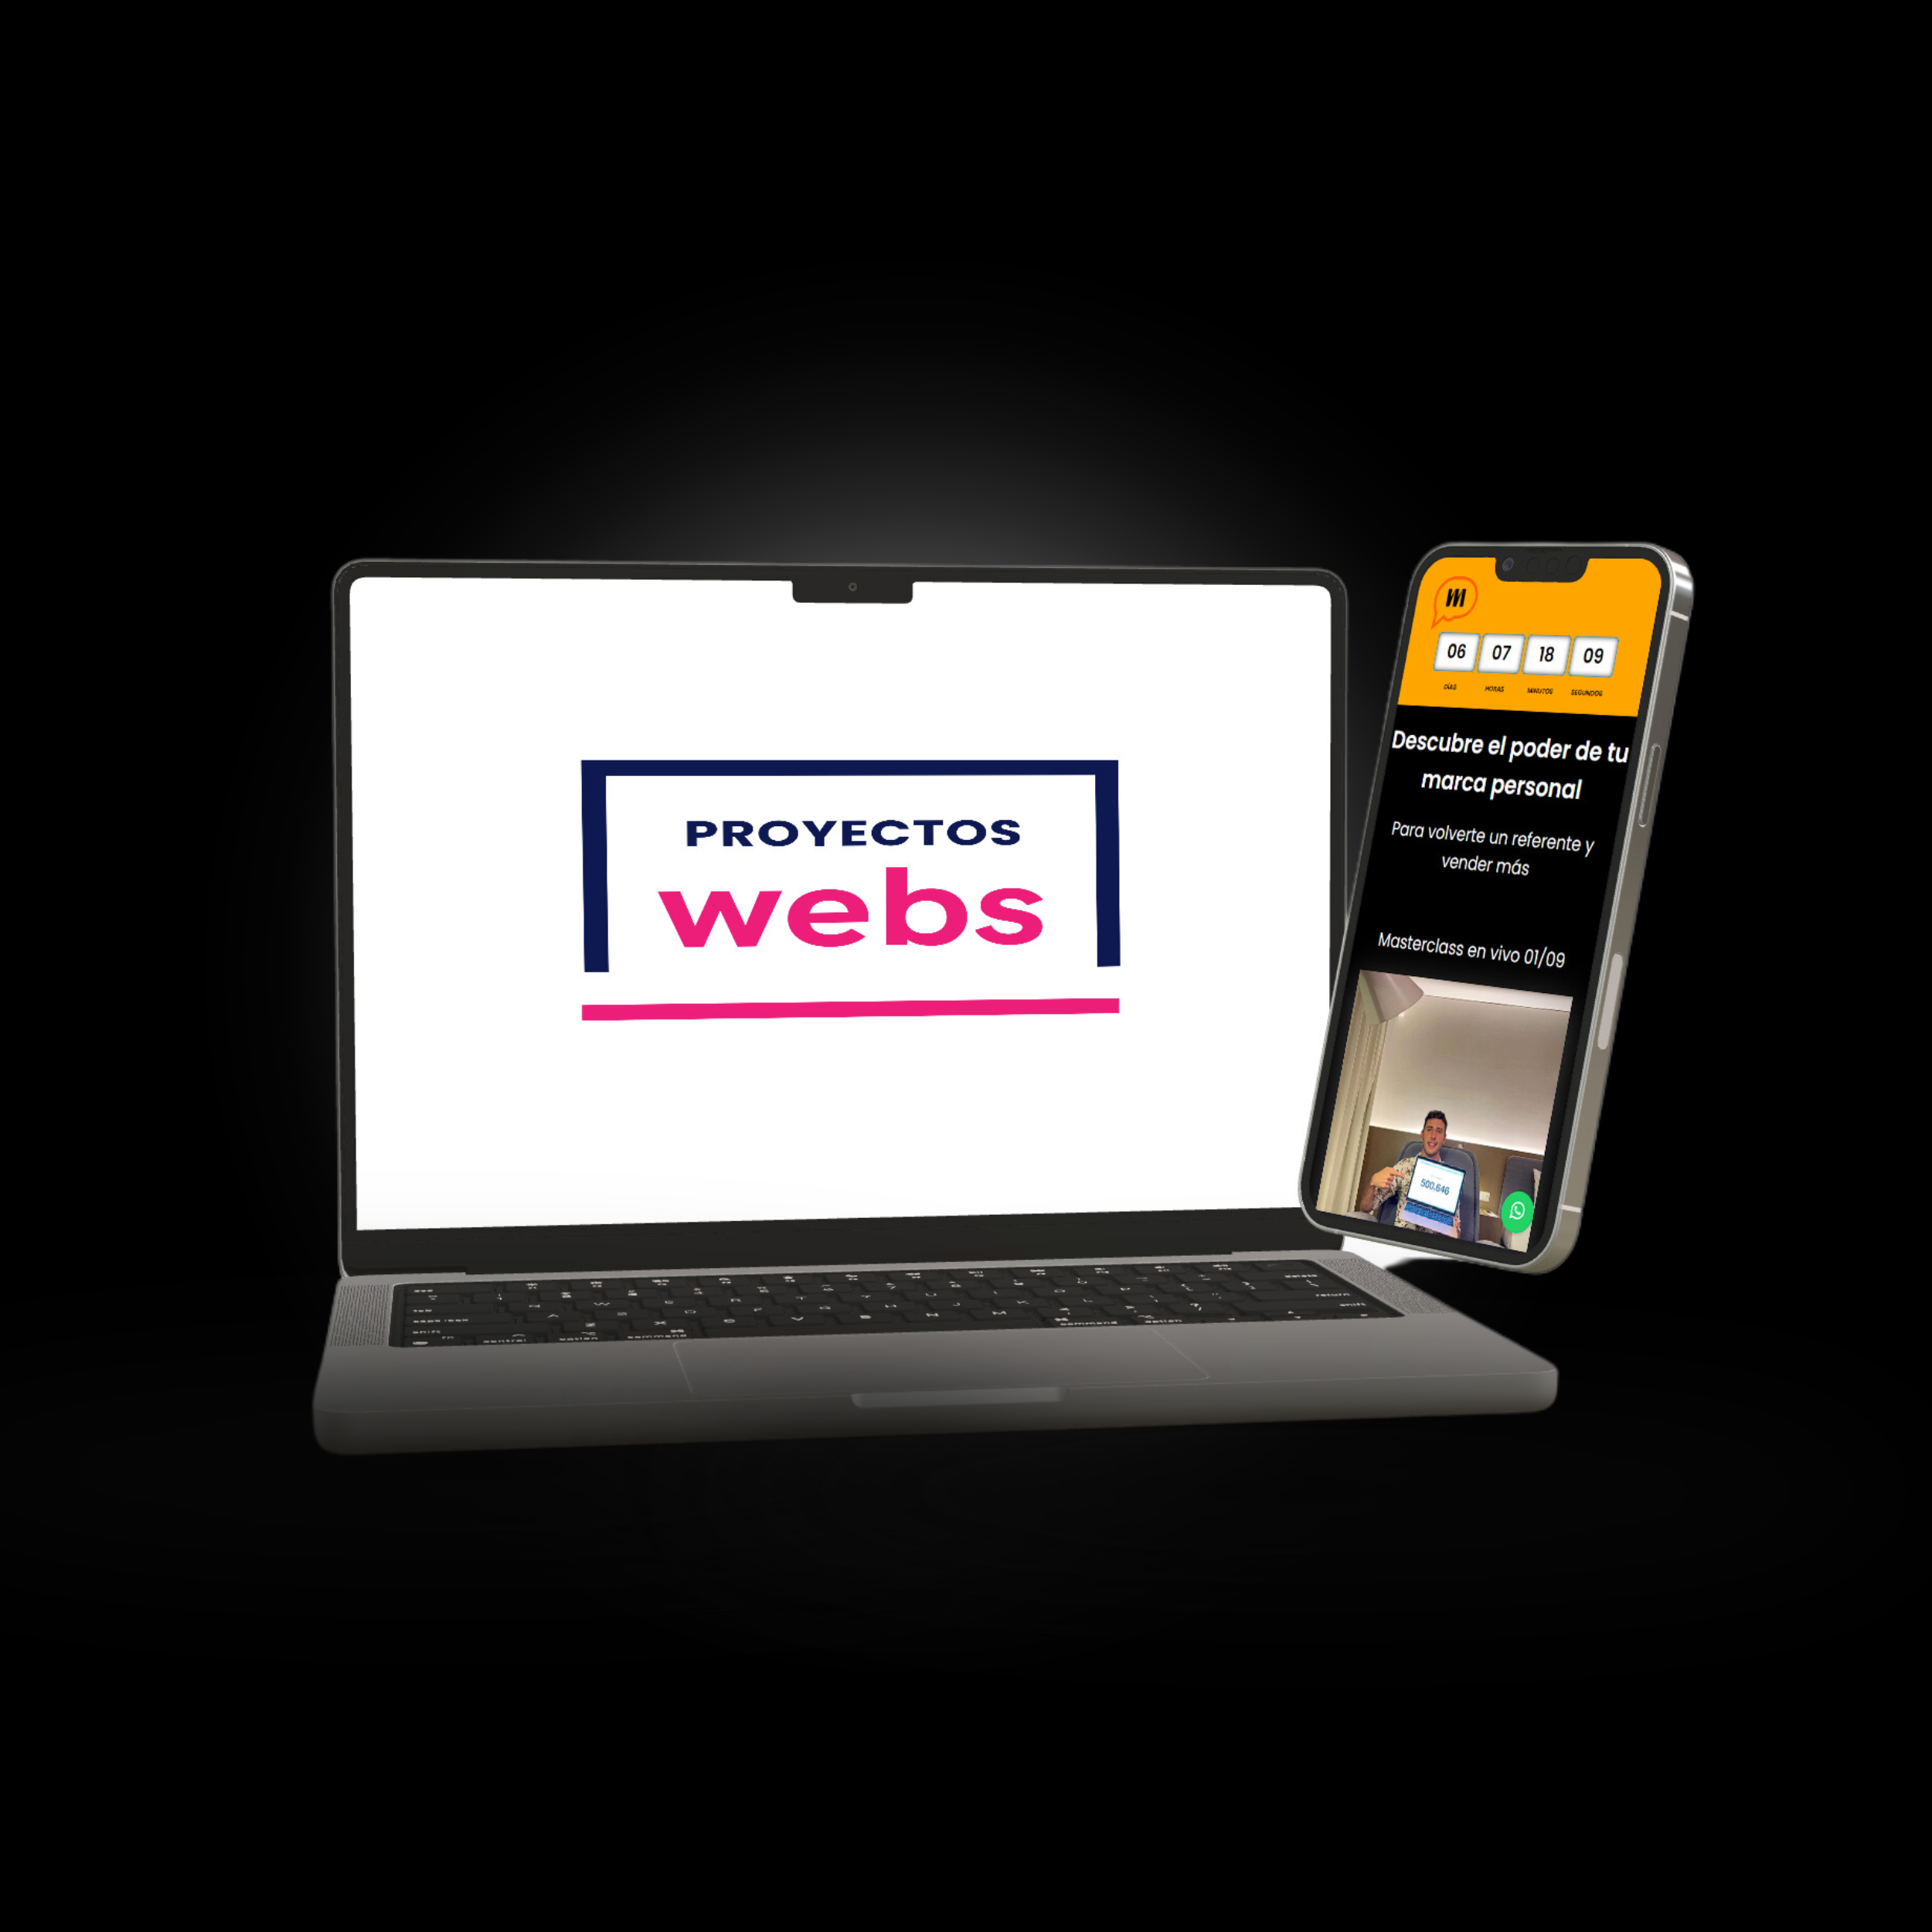 PROYECTOS
webs
06 07 18 09
DÍAS HORAS MINUTOS SEGUNDOS
Descubre el poder de tu
marca personal
Para volverte un referente y
vender más
Masterclass en vivo 01/09
500.646